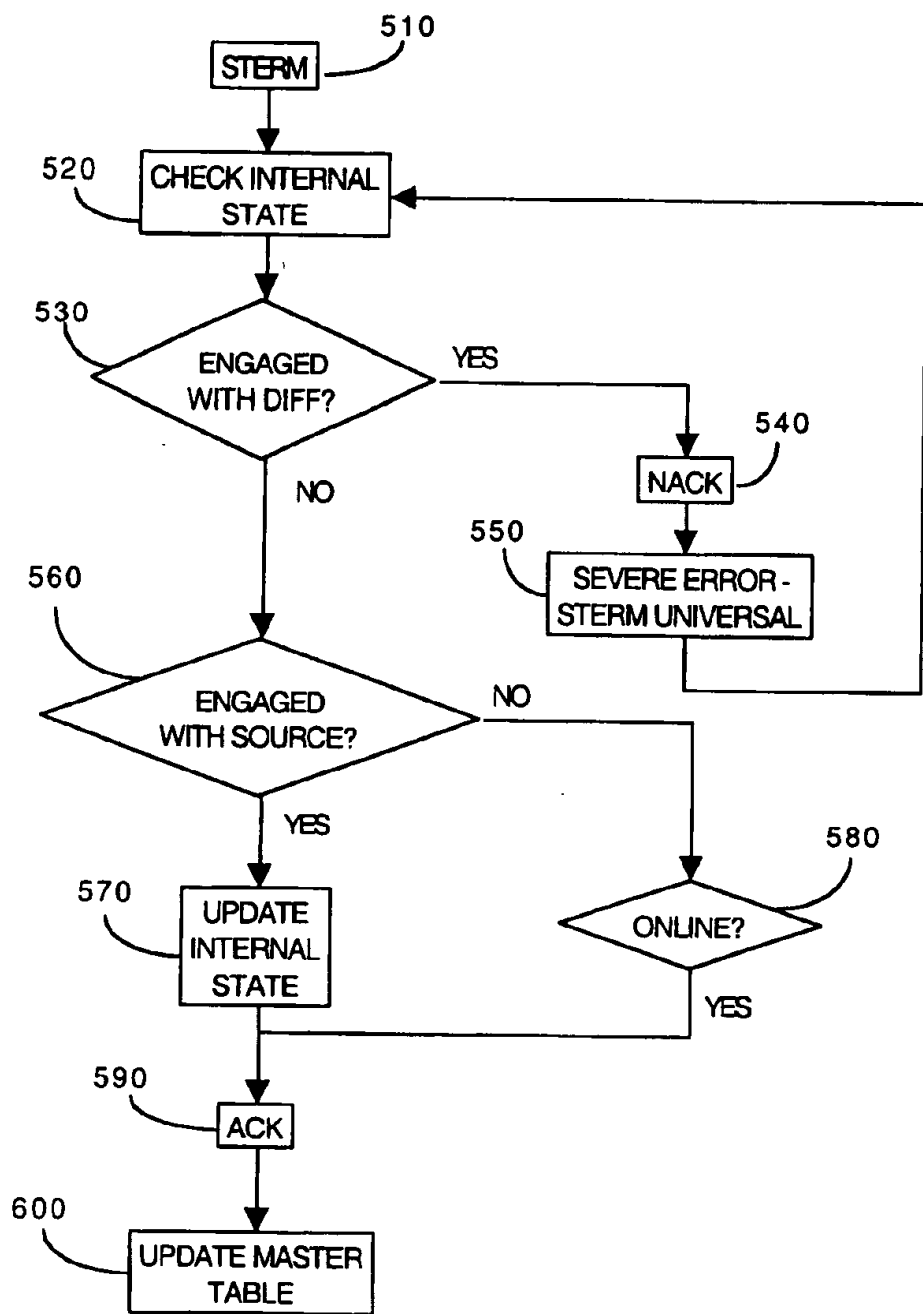 510
STERM
520
CHECK INTERNAL
STATE
530
ENGAGED
WITH DIFF?
YES
NO
540
NACK
550
SEVERE ERROR -
STERM UNIVERSAL
560
ENGAGED
WITH SOURCE?
NO
YES
570
UPDATE
INTERNAL
STATE
580
ONLINE?
YES
590
ACK
600
UPDATE MASTER
TABLE